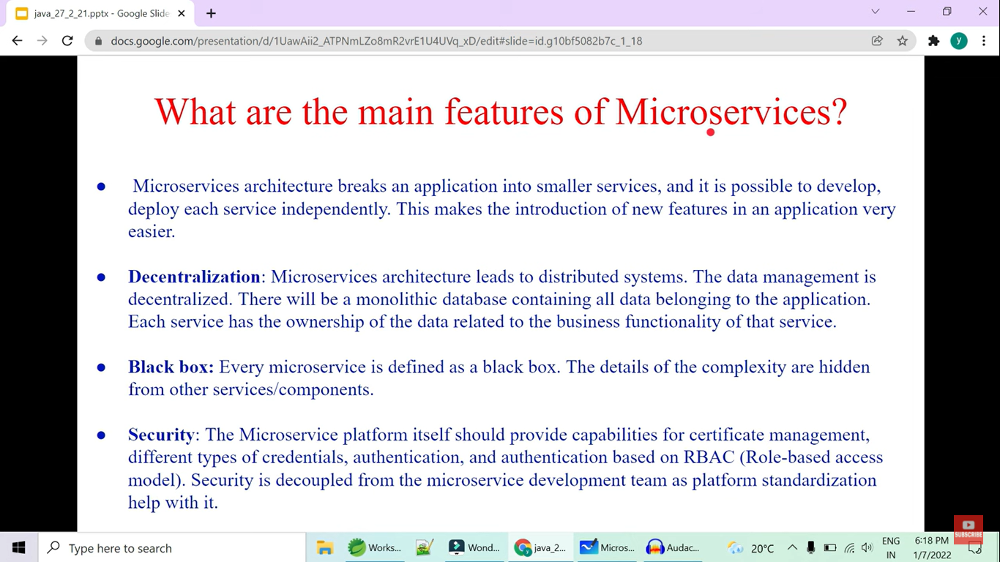 java_27_2_21.pptx - Google Slide
docs.google.com/presentation/d/1UawAii2_ATPNmLZo8mR2vrE1U4UVq_xD/edit#slide=id.g10bf5082b7c_1_18
y
What are the main features of Microservices?
Microservices architecture breaks an application into smaller services, and it is possible to develop,
deploy each service independently. This makes the introduction of new features in an application very
easier.
Decentralization: Microservices architecture leads to distributed systems. The data management is
decentralized. There will be a monolithic database containing all data belonging to the application.
Each service has the ownership of the data related to the business functionality of that service.
Black box: Every microservice is defined as a black box. The details of the complexity are hidden
from other services/components.
Security: The Microservice platform itself should provide capabilities for certificate management,
different types of credentials, authentication, and authentication based on RBAC (Role-based access
model). Security is decoupled from the microservice development team as platform standardization
help with it.
SUBSCRIBE
Type here to search
Works...
Wond...
java_2...
Micros...
Audac...
20°C
ENG
IN
6:18 PM
1/7/2022